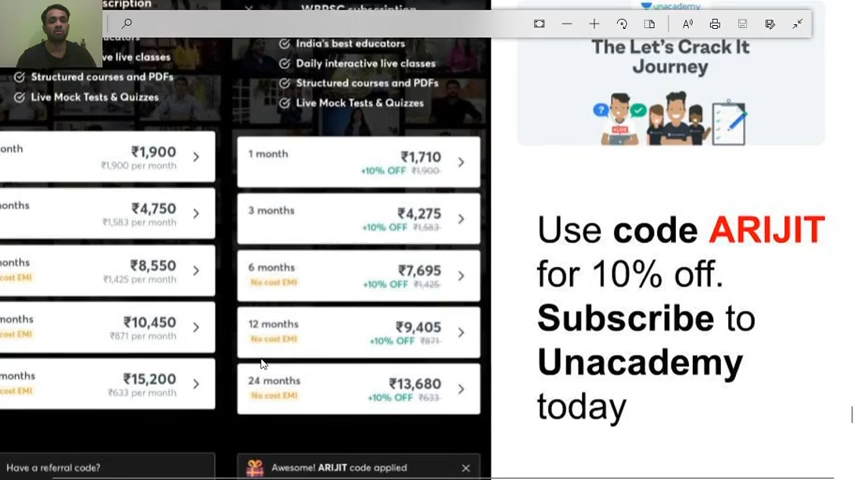 scription
e live classes
Structured courses and PDFs
Live Mock Tests & Quizzes
onth
₹1,900
₹1,900 per month
onths
₹4,750
₹1,583 per month
onths
₹8,550
cost EMI
₹1,425 per month
months
₹10,450
cost EMI
₹871 per month
months
₹15,200
cost EMI
₹633 per month
Have a referral code?
WBPSC subscription
India's best educators
Daily interactive live classes
Structured courses and PDFs
Live Mock Tests & Quizzes
1 month
₹1,710
+10% OFF ₹1,900
3 months
₹4,275
+10% OFF ₹1,583
6 months
₹7,695
No cost EMI
+10% OFF ₹1,425
12 months
₹9,405
No cost EMI
+10% OFF ₹871
24 months
₹13,680
No cost EMI
+10% OFF ₹633
Awesome! ARIJIT code applied
unacademy
The Let's Crack It
Journey
Use code ARIJIT
for 10% off.
Subscribe to
Unacademy
today